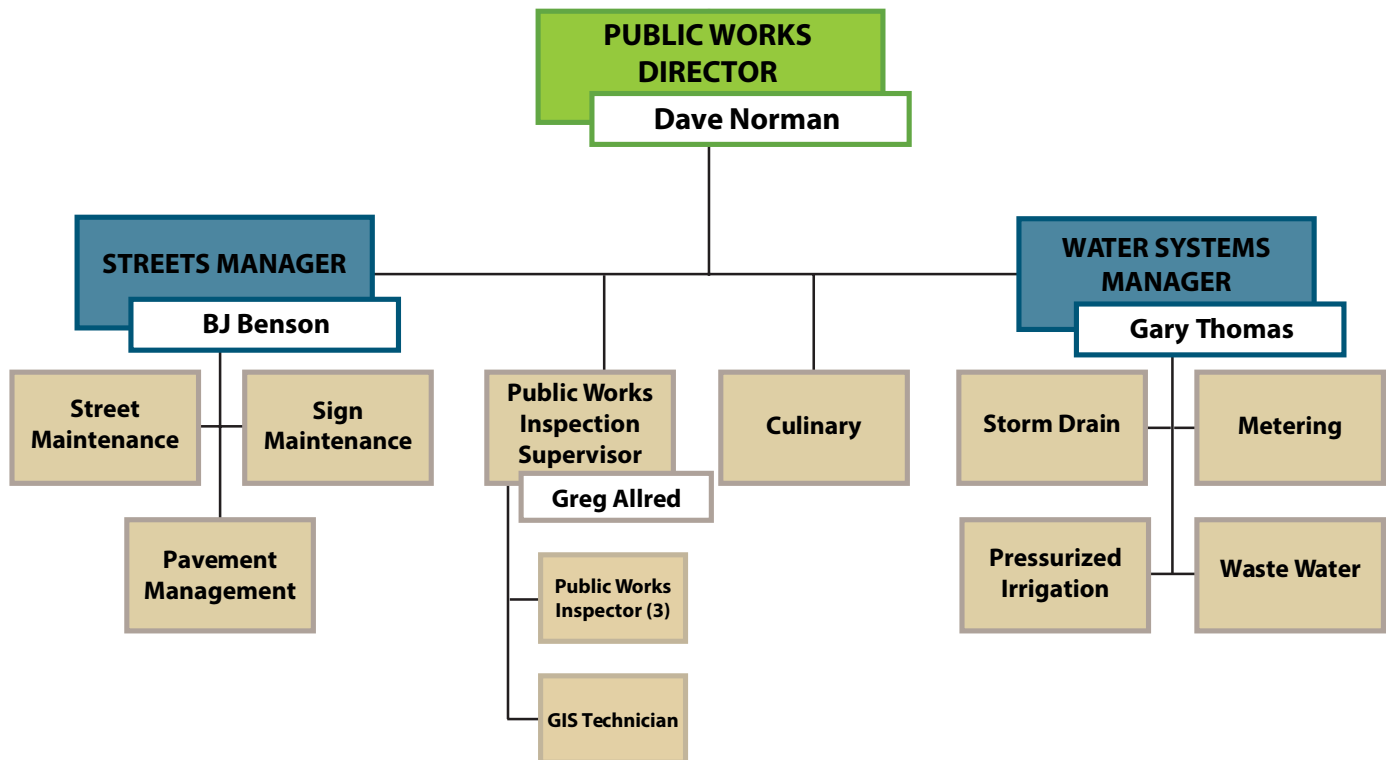 PUBLIC WORKS
DIRECTOR
Dave Norman
STREETS MANAGER
BJ Benson
WATER SYSTEMS
MANAGER
Gary Thomas
Street
Maintenance
Sign
Maintenance
Pavement
Management
Public Works
Inspection
Supervisor
Greg Allred
Public Works
Inspector (3)
GIS Technician
Culinary
Storm Drain
Metering
Pressurized
Irrigation
Waste Water